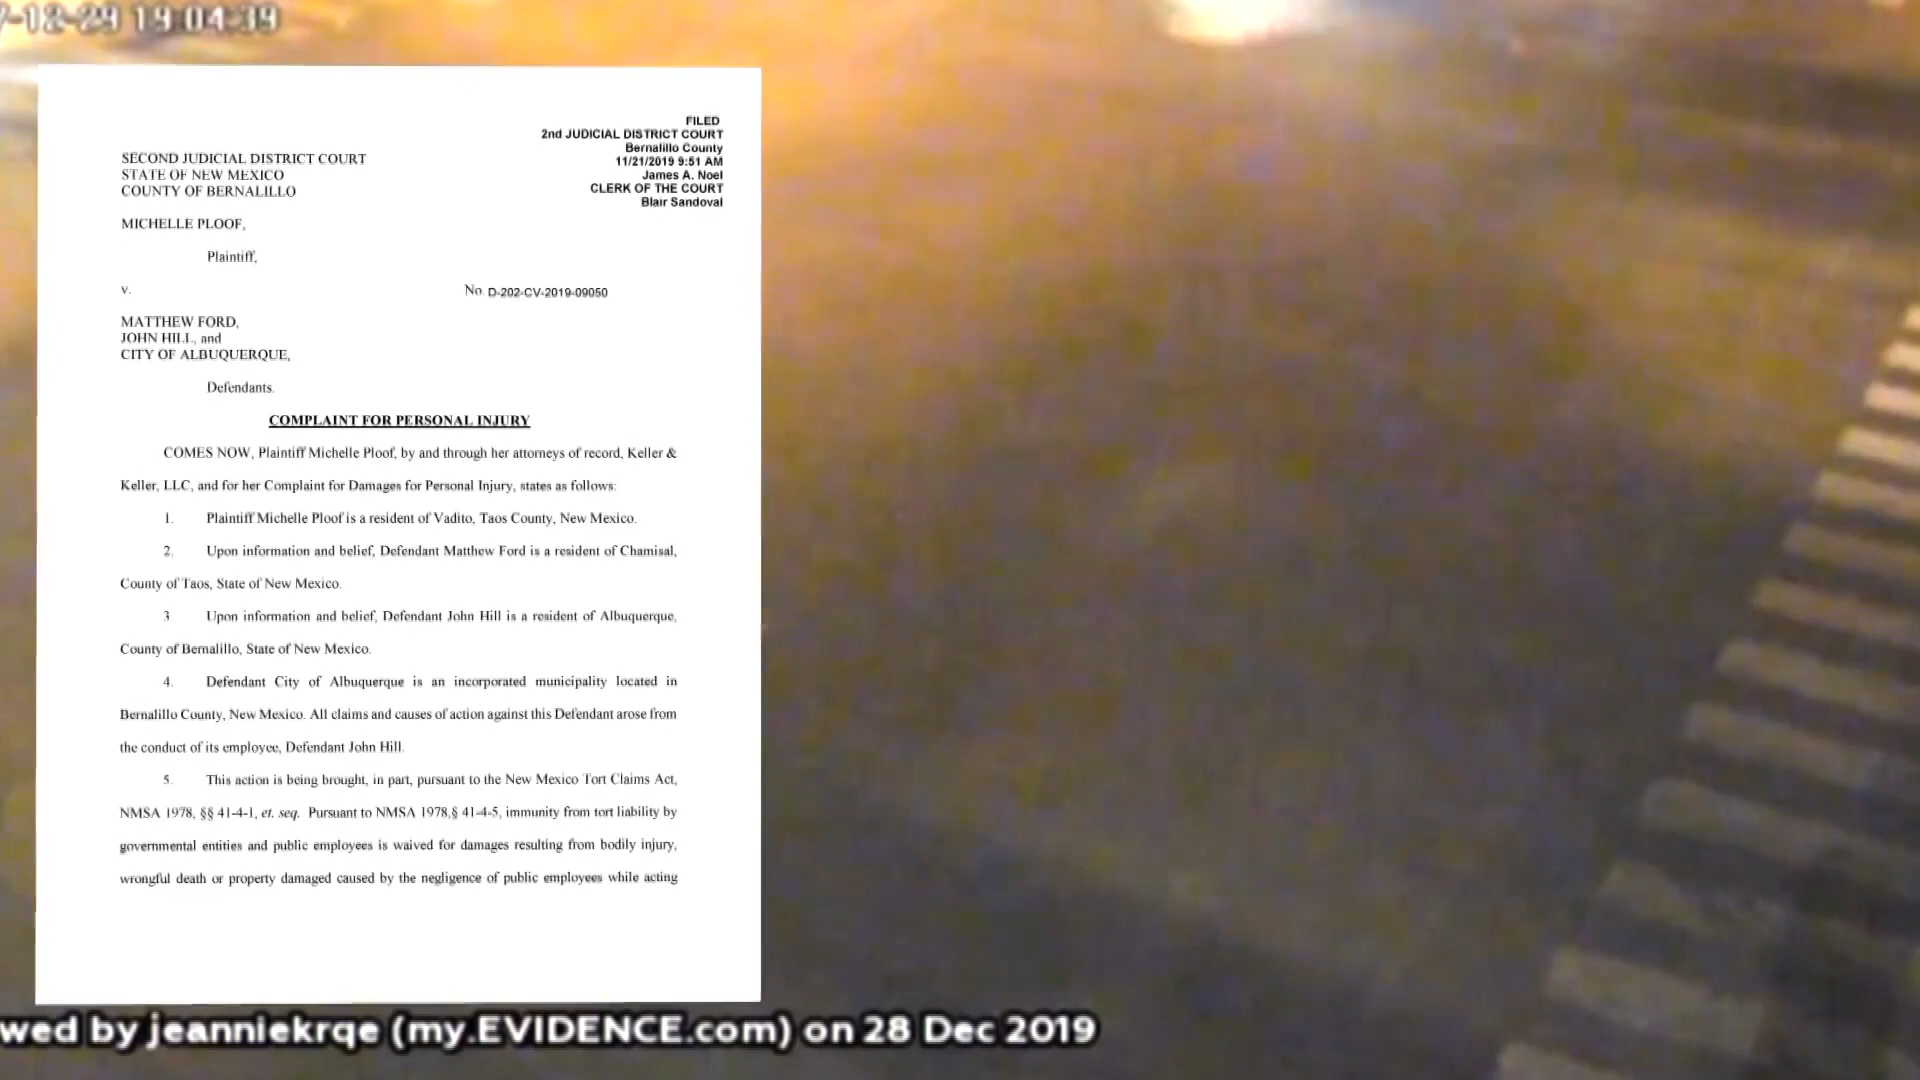 -12-29 19:04:39
FILED
2nd JUDICIAL DISTRICT COURT
Bernalillo County
11/21/2019 9:51 AM
James A. Noel
CLERK OF THE COURT
Blair Sandoval
SECOND JUDICIAL DISTRICT COURT
STATE OF NEW MEXICO
COUNTY OF BERNALILLO
MICHELLE PLOOF,
Plaintiff,
v.
No. D-202-CV-2019-09050
MATTHEW FORD,
JOHN HILL, and
CITY OF ALBUQUERQUE,
Defendants.
COMPLAINT FOR PERSONAL INJURY
COMES NOW, Plaintiff Michelle Ploof, by and through her attorneys of record, Keller &
Keller, LLC, and for her Complaint for Damages for Personal Injury, states as follows:
1. Plaintiff Michelle Ploof is a resident of Vadito, Taos County, New Mexico.
2. Upon information and belief, Defendant Matthew Ford is a resident of Chamisal,
County of Taos, State of New Mexico.
3 Upon information and belief, Defendant John Hill is a resident of Albuquerque,
County of Bernalillo, State of New Mexico.
4. Defendant City of Albuquerque is an incorporated municipality located in
Bernalillo County, New Mexico. All claims and causes of action against this Defendant arose from
the conduct of its employee, Defendant John Hill.
5. This action is being brought, in part, pursuant to the New Mexico Tort Claims Act,
NMSA 1978, §§ 41-4-1, et. seq. Pursuant to NMSA 1978,§ 41-4-5, immunity from tort liability by
governmental entities and public employees is waived for damages resulting from bodily injury,
wrongful death or property damaged caused by the negligence of public employees while acting
wed by jeanniekrqe (my.EVIDENCE.com) on 28 Dec 2019